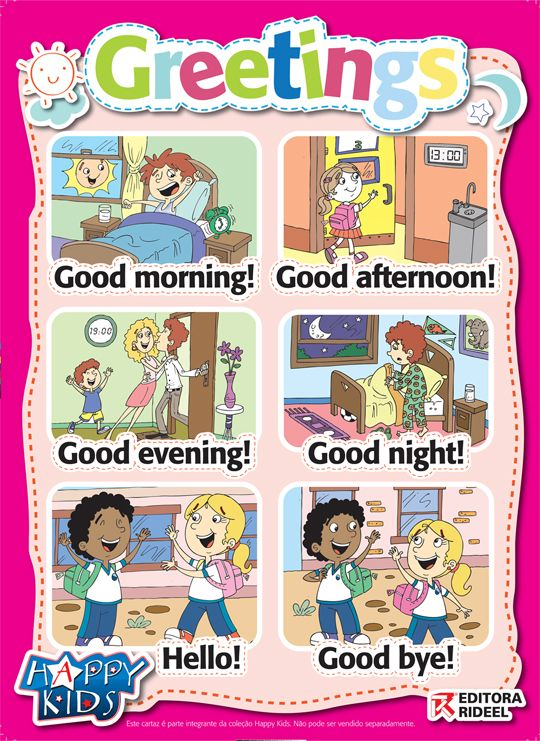 Greetings
3
13:00
Good morning!
Good afternoon!
19:00
Good evening!
Good night!
Hello!
Good bye!
HAPPY
KIDS
EDITORA
RIDEEL
Este cartaz é parte integrante da coleção Happy Kids. Não pode ser vendido separadamente.